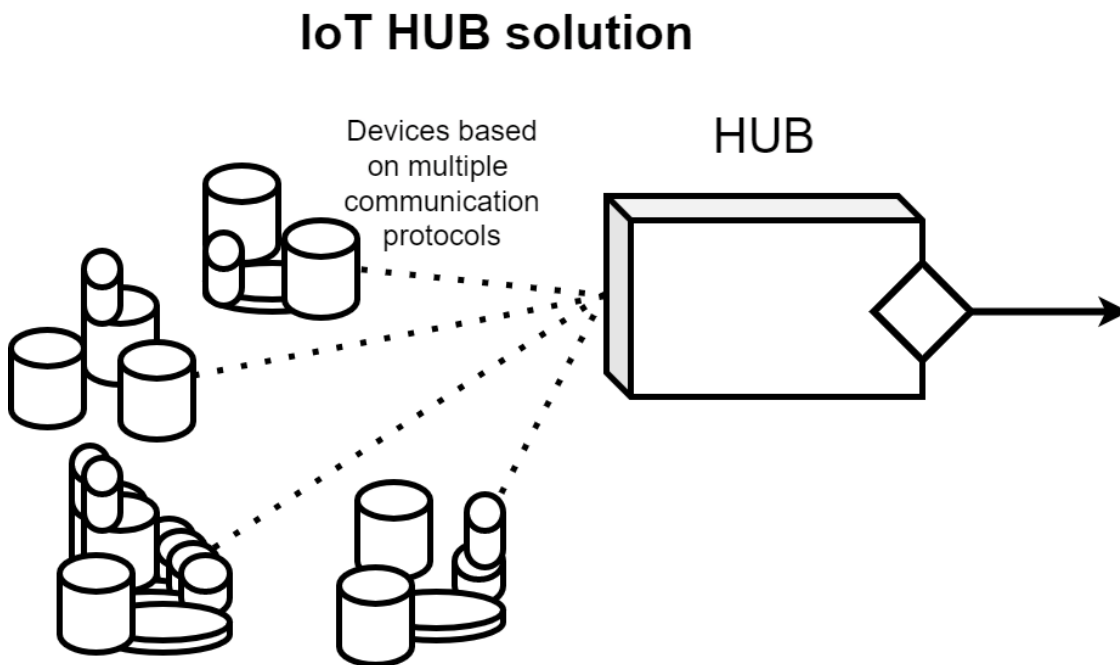 IoT HUB solution
Devices based
on multiple
communication
protocols
HUB